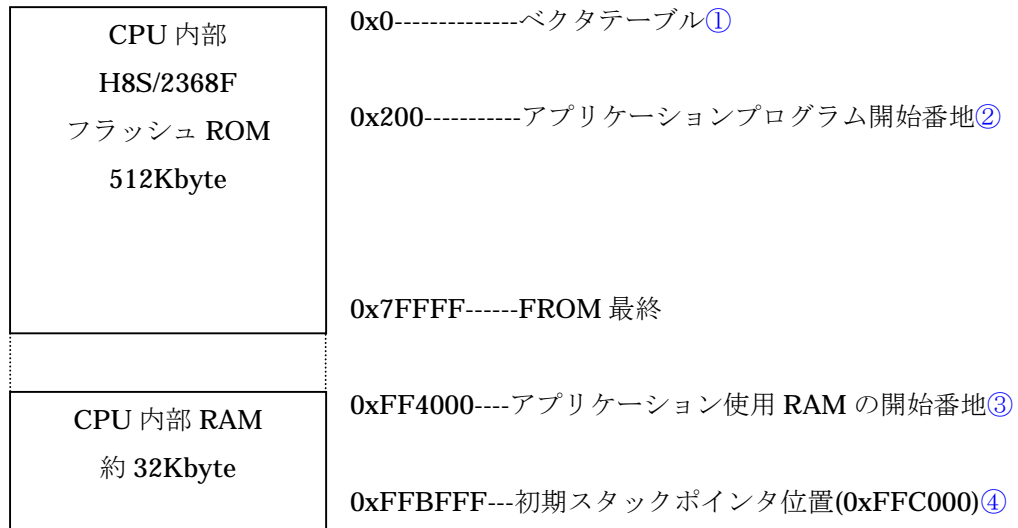 CPU 内部
H8S/2368F
フラッシュ ROM
512Kbyte
0x0--------------ベクタテーブル①
0x200-----------アプリケーションプログラム開始番地②
0x7FFFF------FROM 最終
CPU 内部 RAM
約 32Kbyte
0xFF4000----アプリケーション使用 RAM の開始番地③
0xFFBFFF---初期スタックポインタ位置(0xFFC000)④